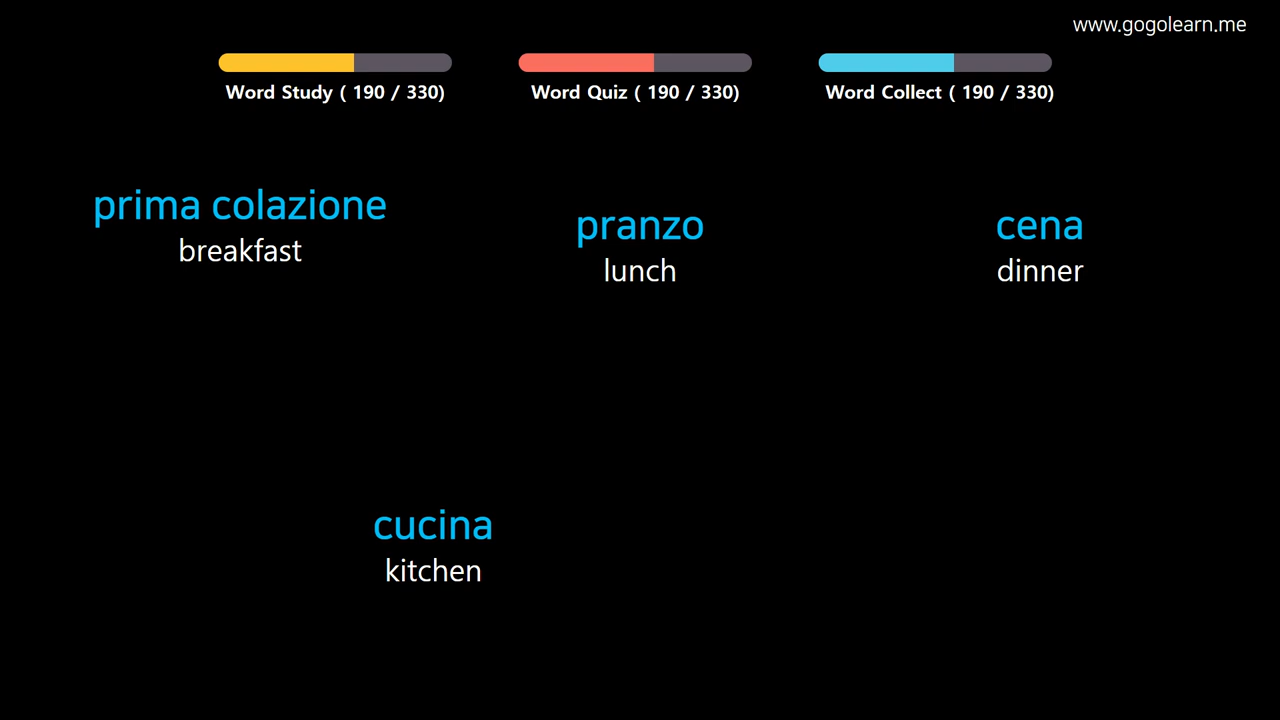 www.gogolearn.me
Word Study ( 190 / 330)
Word Quiz ( 190 / 330)
Word Collect ( 190 / 330)
prima colazione
breakfast
pranzo
lunch
cena
dinner
cucina
kitchen